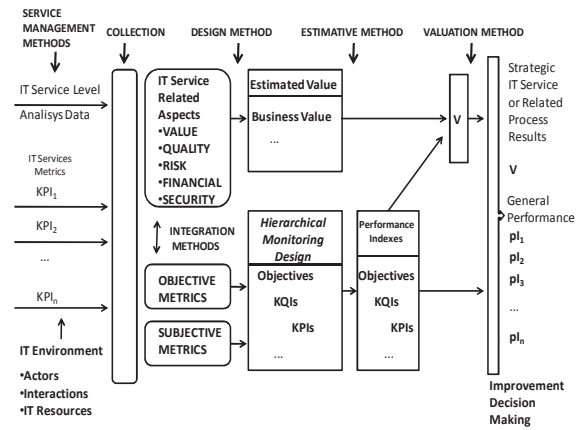 SERVICE
MANAGEMENT
METHODS
COLLECTION
DESIGN METHOD
ESTIMATIVE METHOD
VALUATION METHOD
IT Service Level
Analisys Data
IT Services
Metrics
KPI1
KPI2
...
KPIn
IT Environment
•Actors
•Interactions
•IT Resources
IT Service
Related
Aspects
•VALUE
•QUALITY
•RISK
•FINANCIAL
•SECURITY
INTEGRATION
METHODS
OBJECTIVE
METRICS
SUBJECTIVE
METRICS
Estimated Value
Business Value
...
Hierarchical
Monitoring
Design
Objectives
KQIs
KPIs
...
Performance
Indexes
Objectives
KQIs
KPIs
...
V
Strategic
IT Service
or Related
Process
Results
V
General
Performance
pI1
pI2
pI3
...
pIn
Improvement
Decision
Making